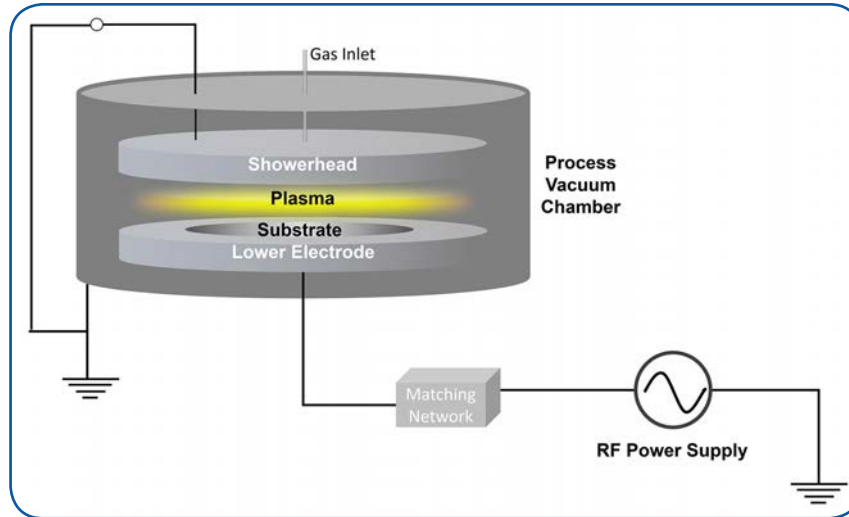 Gas Inlet
Showerhead
Plasma
Substrate
Lower Electrode
Process
Vacuum
Chamber
Matching
Network
RF Power Supply